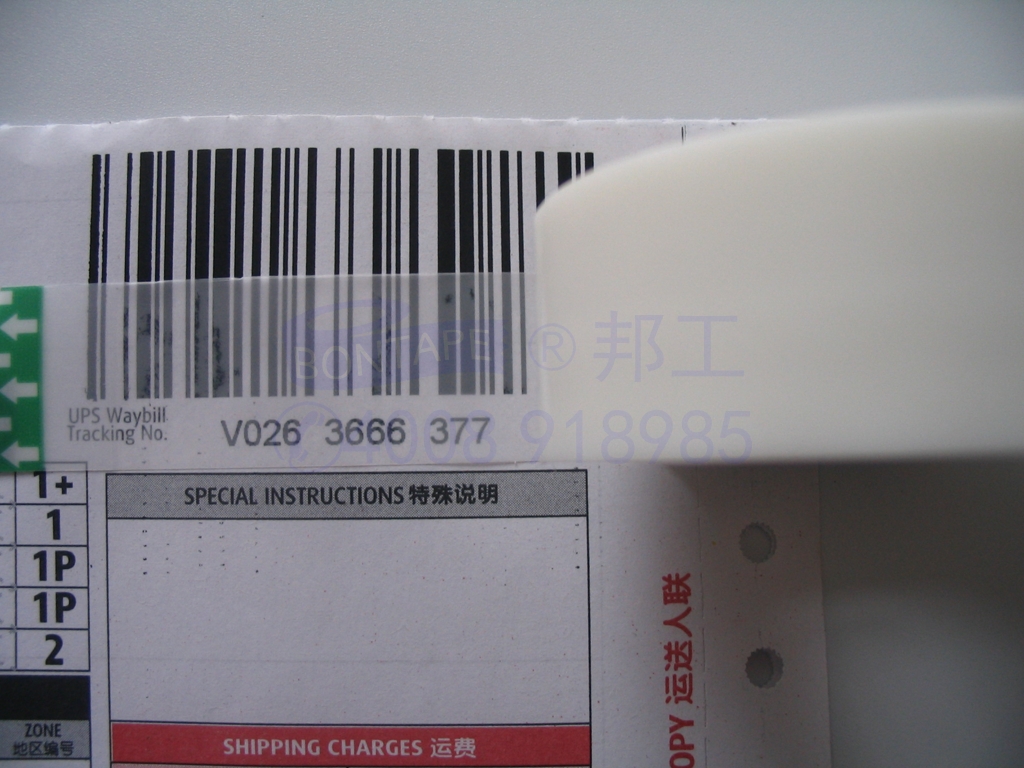 BONTAPE® 邦工
UPS Waybill
Tracking No.
V026 3666 377
4008 918985
1+
1
1P
1P
2
SPECIAL INSTRUCTIONS 特殊说明
ZONE
地区编号
SHIPPING CHARGES 运费
OPY 运送人联